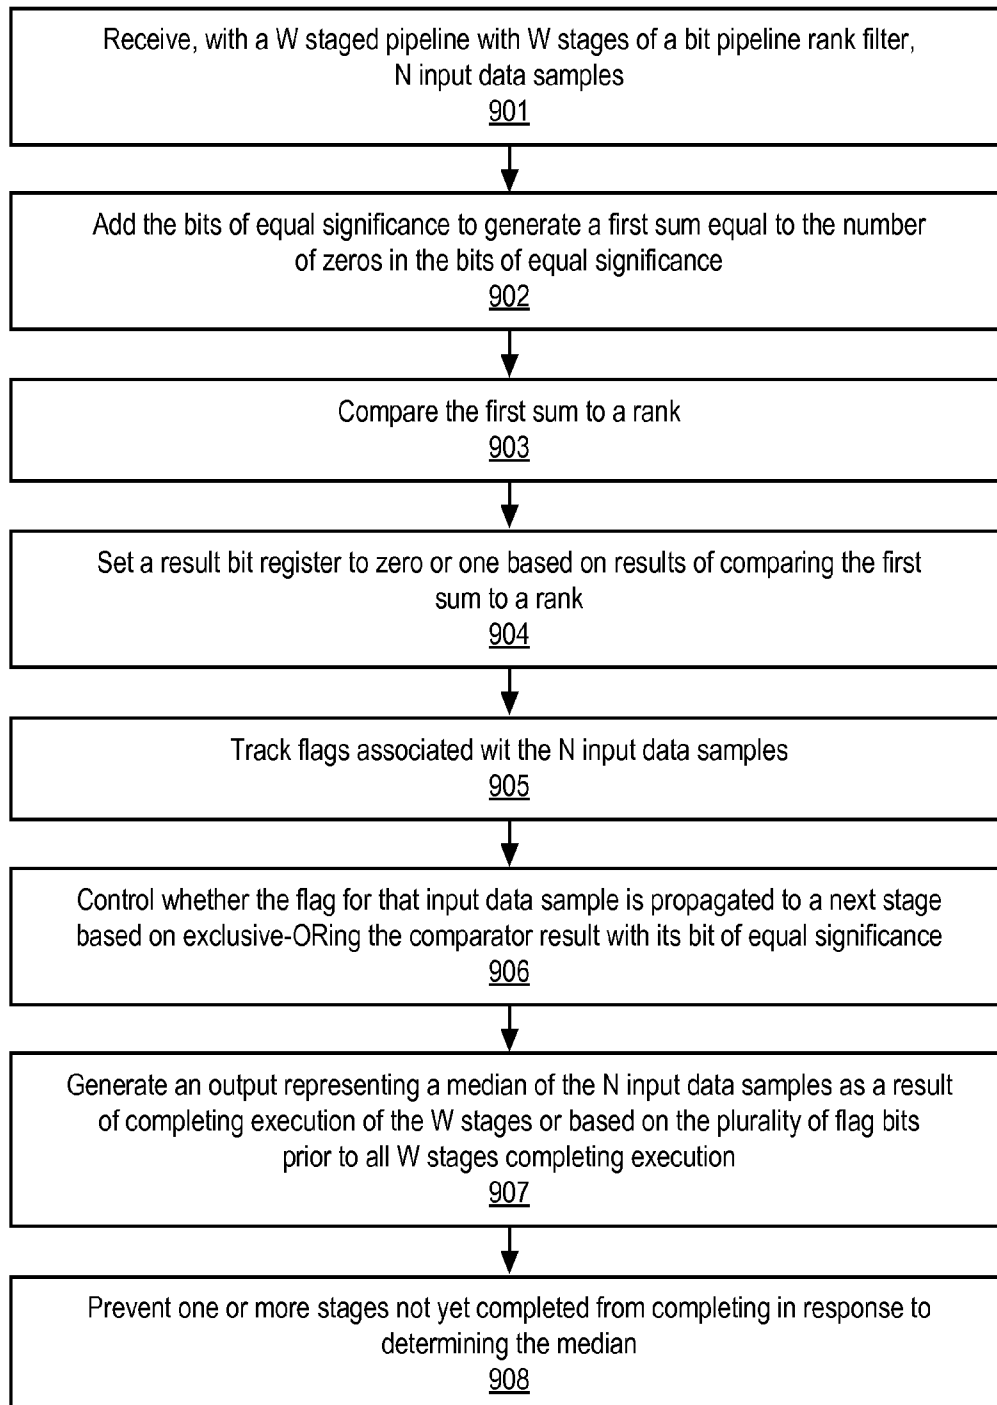 Receive, with a W staged pipeline with W stages of a bit pipeline rank filter,
N input data samples
901
Add the bits of equal significance to generate a first sum equal to the number
of zeros in the bits of equal significance
902
Compare the first sum to a rank
903
Set a result bit register to zero or one based on results of comparing the first
sum to a rank
904
Track flags associated wit the N input data samples
905
Control whether the flag for that input data sample is propagated to a next stage
based on exclusive-ORing the comparator result with its bit of equal significance
906
Generate an output representing a median of the N input data samples as a result
of completing execution of the W stages or based on the plurality of flag bits
prior to all W stages completing execution
907
Prevent one or more stages not yet completed from completing in response to
determining the median
908